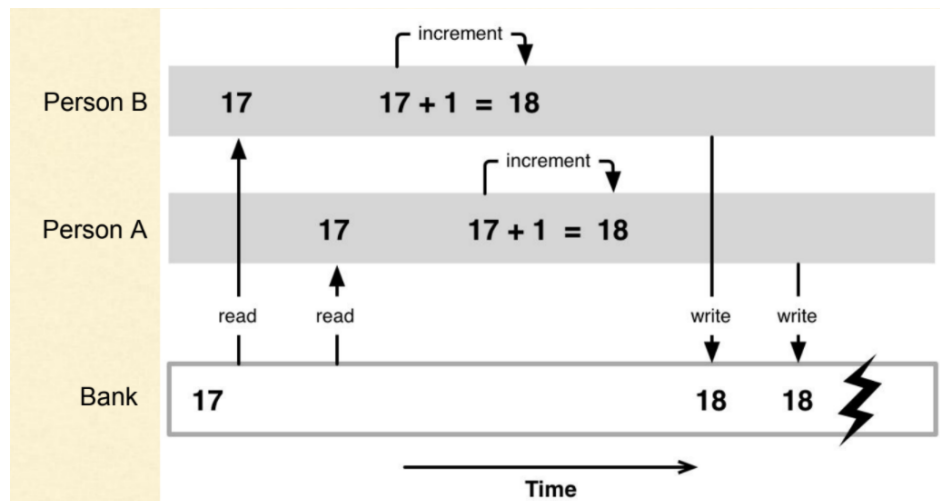 increment
Person B 17 17 + 1 = 18
increment
Person A 17 17 + 1 = 18
read read write write
Bank 17 18 18
Time